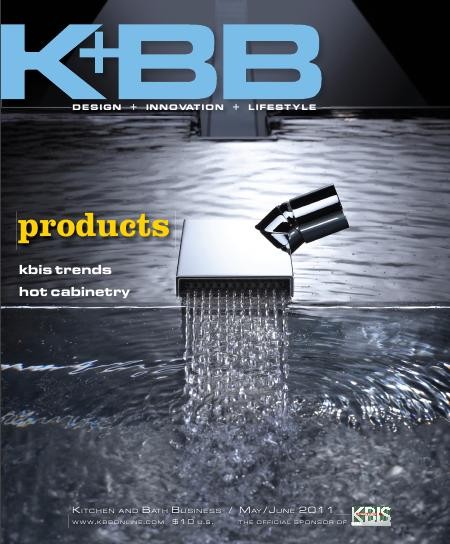 K+BB
DESIGN + INNOVATION + LIFESTYLE
products
kbis trends
hot cabinetry
KITCHEN AND BATH BUSINESS / MAY/JUNE 2011
WWW.KBBONLINE.COM $10 U.S. THE OFFICIAL SPONSOR OF KBIS